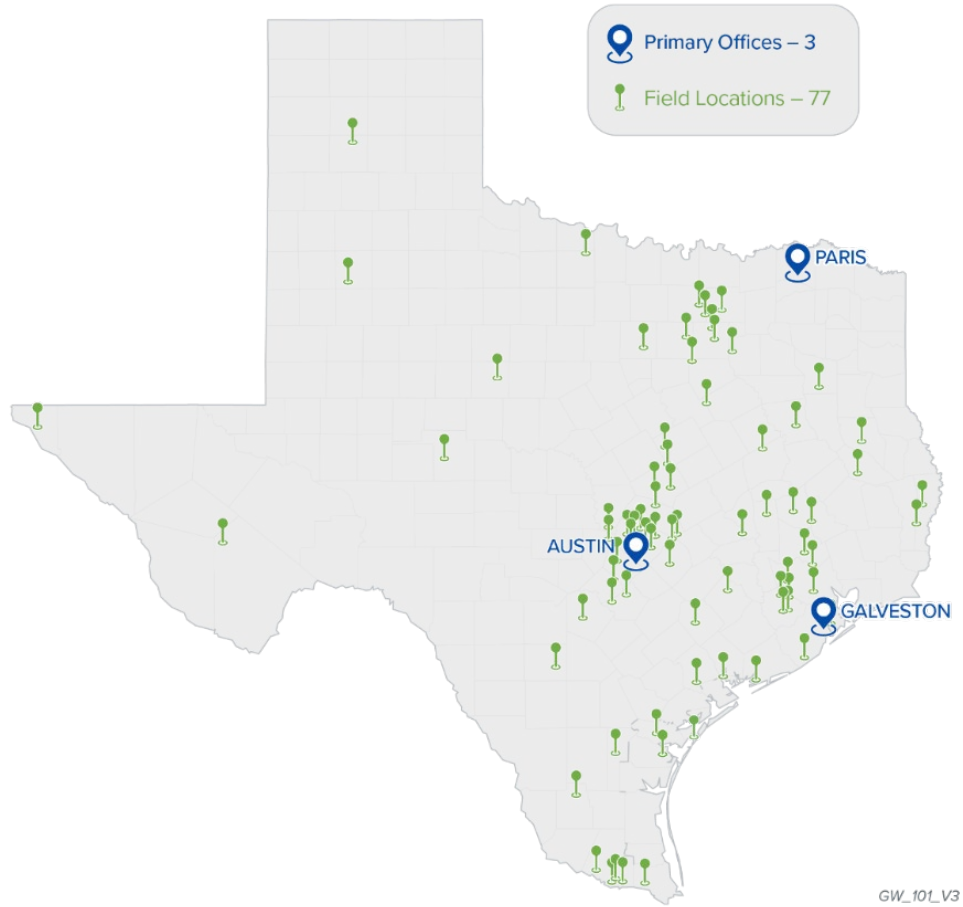 Primary Offices – 3
Field Locations – 77
PARIS
AUSTIN
GALVESTON
GW_101_V3